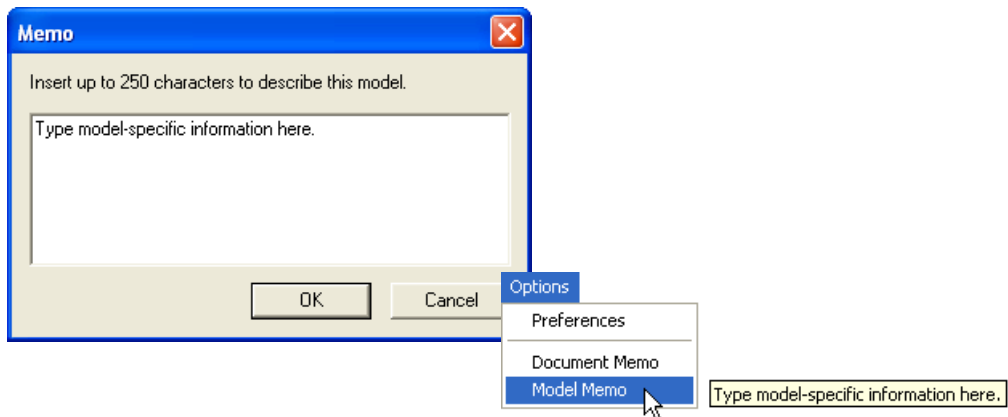 Memo
Insert up to 250 characters to describe this model.
Type model-specific information here.
OK
Cancel
Options
Preferences
Document Memo
Model Memo
Type model-specific information here.